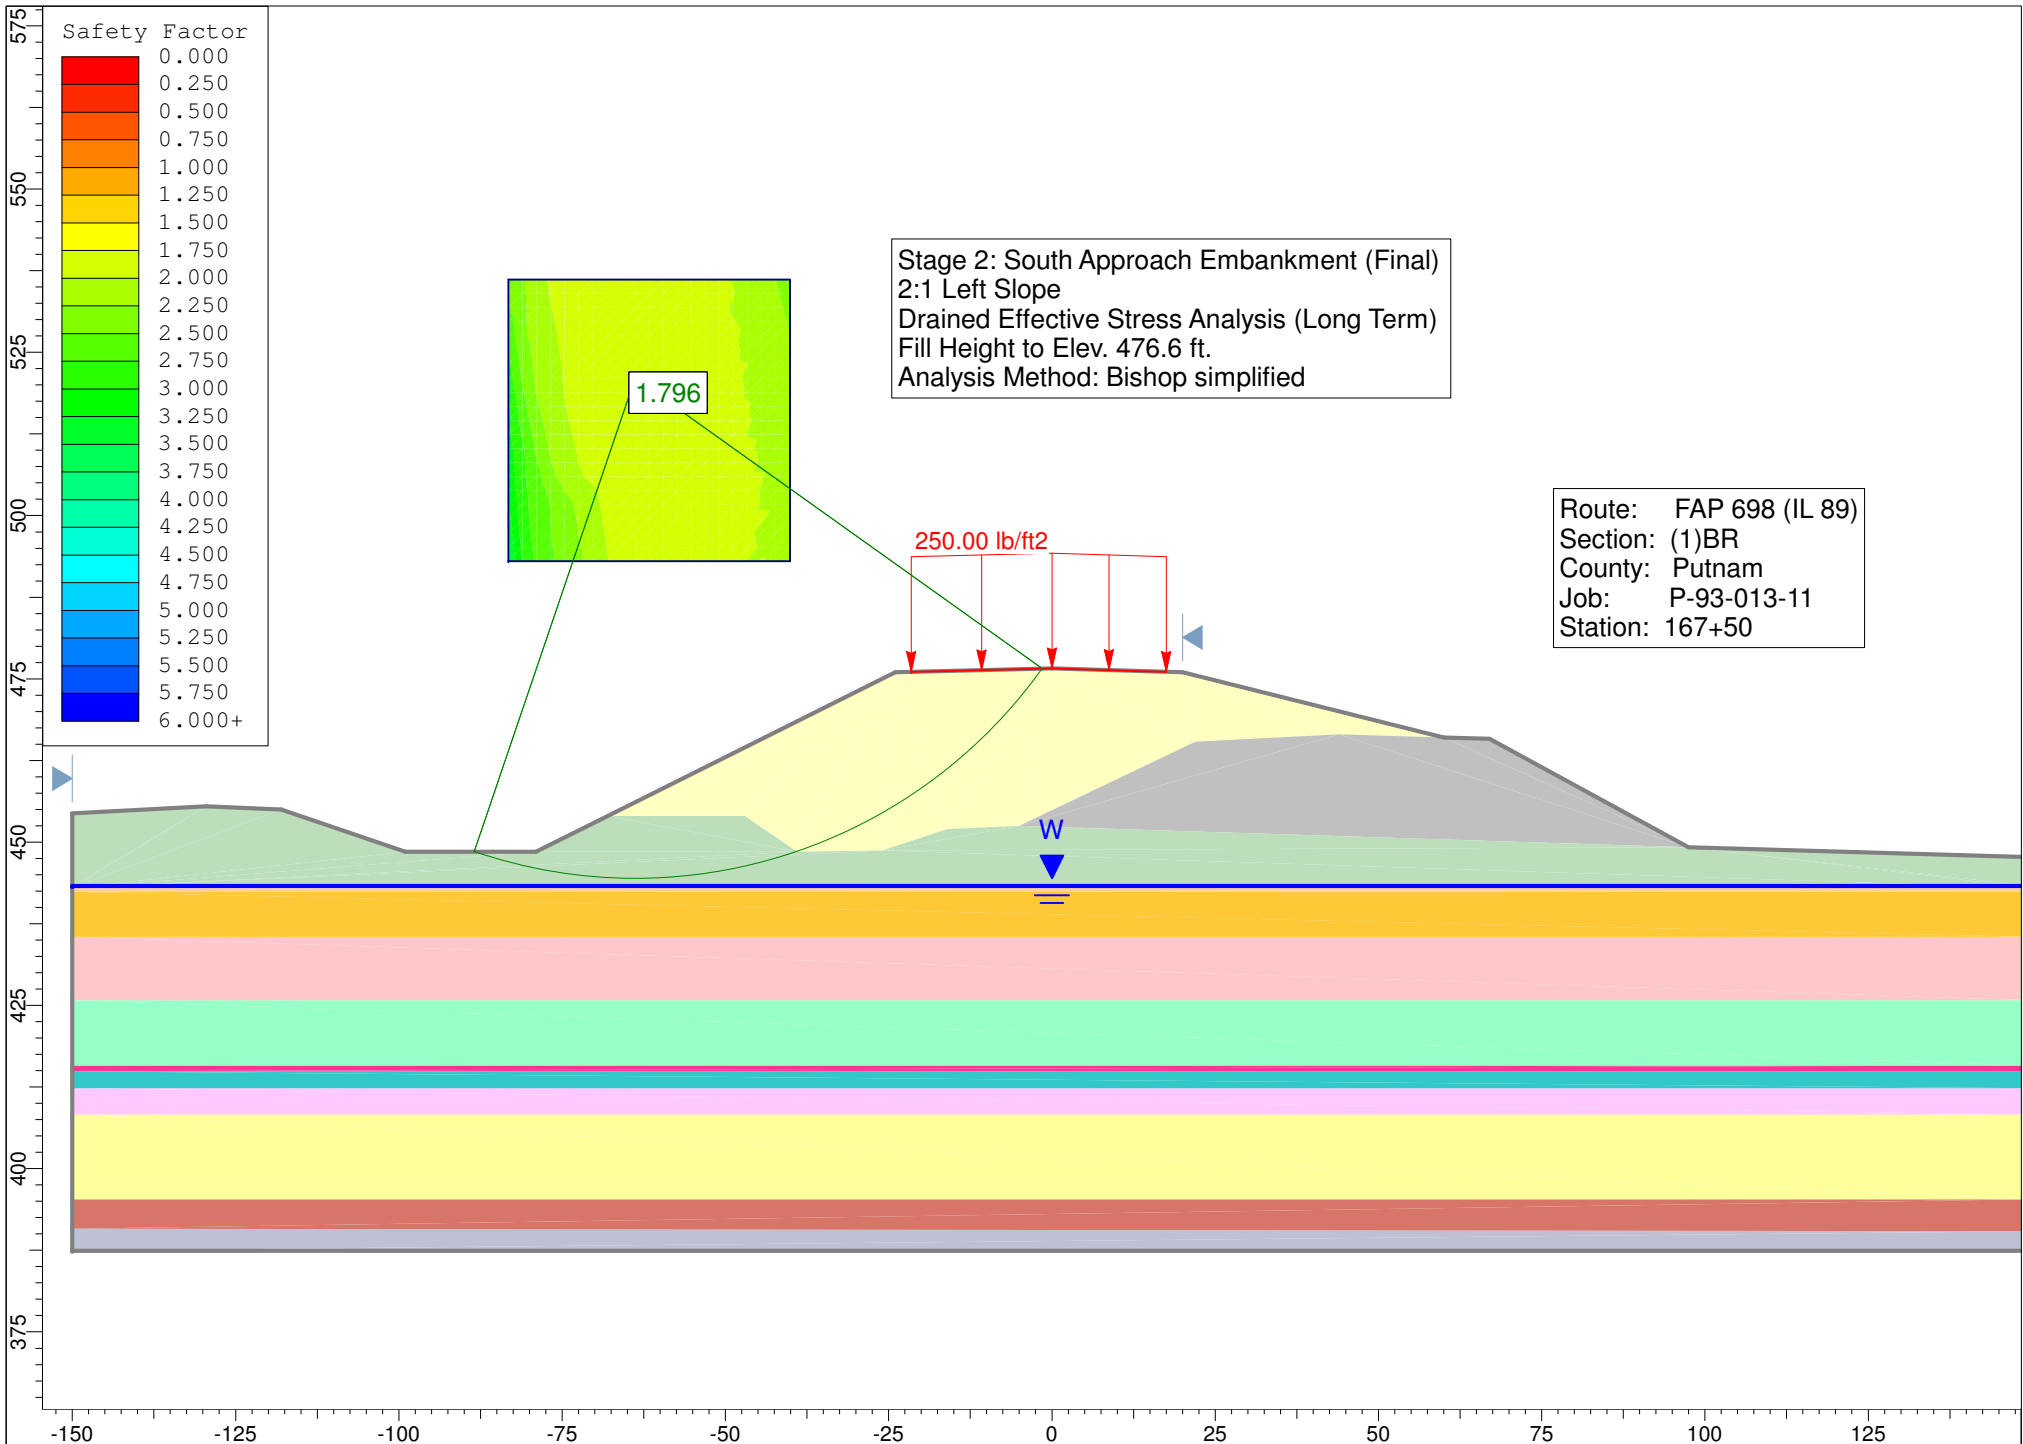 Safety Factor
0.000
0.250
0.500
0.750
1.000
1.250
1.500
1.750
2.000
2.250
2.500
2.750
3.000
3.250
3.500
3.750
4.000
4.250
4.500
4.750
5.000
5.250
5.500
5.750
6.000+
1.796
Stage 2: South Approach Embankment (Final)
2:1 Left Slope
Drained Effective Stress Analysis (Long Term)
Fill Height to Elev. 476.6 ft.
Analysis Method: Bishop simplified
250.00 lb/ft2
Route: FAP 698 (IL 89)
Section: (1)BR
County: Putnam
Job: P-93-013-11
Station: 167+50
W
575
550
525
500
475
450
425
400
375
-150 -125 -100 -75 -50 -25 0 25 50 75 100 125